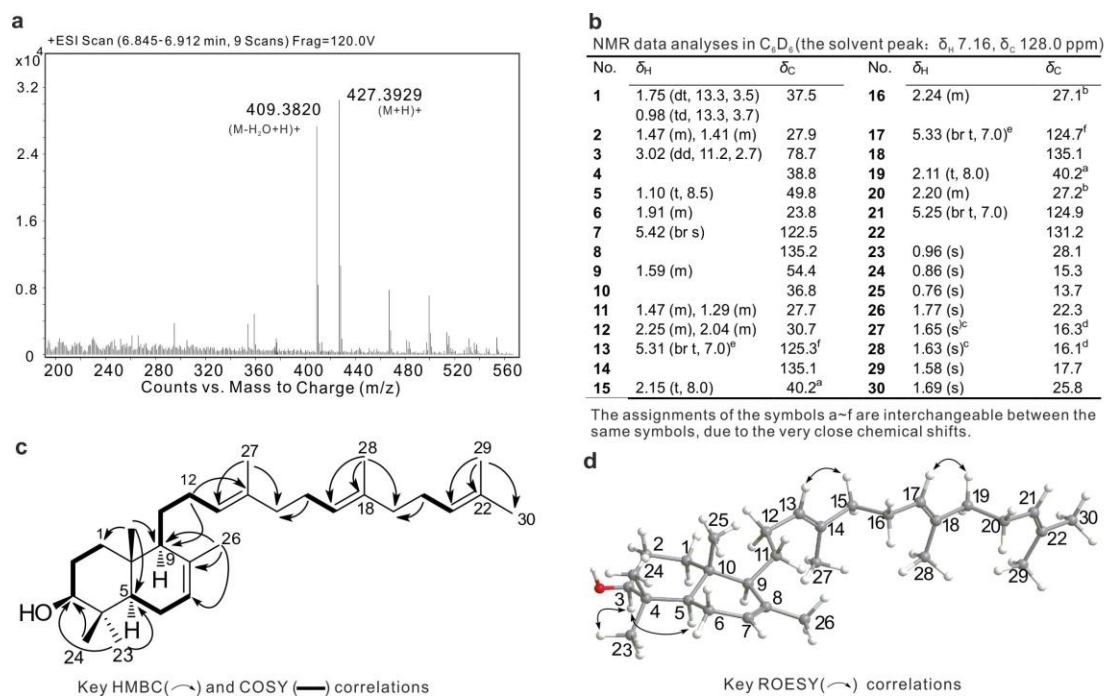 a
+ESI Scan (6.845-6.912 min, 9 Scans) Frag=120.0V
x10⁴
3.2
2.4
1.6
0.8
0
409.3820
(M-H₂O+H)+
427.3929
(M+H)+
200 240 280 320 360 400 440 480 520 560
Counts vs. Mass to Charge (m/z)
b
NMR data analyses in C₆D₆ (the solvent peak: δH 7.16, δC 128.0 ppm)
No. δH δC No. δH δC
1 1.75 (dt, 13.3, 3.5) 37.5 16 2.24 (m) 27.1ᵇ
0.98 (td, 13.3, 3.7)
2 1.47 (m), 1.41 (m) 27.9 17 5.33 (br t, 7.0)ᵉ 124.7ᶠ
3 3.02 (dd, 11.2, 2.7) 78.7 18 135.1
4 38.8 19 2.11 (t, 8.0) 40.2ᵃ
5 1.10 (t, 8.5) 49.8 20 2.20 (m) 27.2ᵇ
6 1.91 (m) 23.8 21 5.25 (br t, 7.0) 124.9
7 5.42 (br s) 122.5 22 131.2
8 135.2 23 0.96 (s) 28.1
9 1.59 (m) 54.4 24 0.86 (s) 15.3
10 36.8 25 0.76 (s) 13.7
11 1.47 (m), 1.29 (m) 27.7 26 1.77 (s) 22.3
12 2.25 (m), 2.04 (m) 30.7 27 1.65 (s)ᶜ 16.3ᵈ
13 5.31 (br t, 7.0)ᵉ 125.3ᶠ 28 1.63 (s)ᶜ 16.1ᵈ
14 135.1 29 1.58 (s) 17.7
15 2.15 (t, 8.0) 40.2ᵃ 30 1.69 (s) 25.8
The assignments of the symbols a~f are interchangeable between the
same symbols, due to the very close chemical shifts.
c
27 28 29
12
18 22
30
1 26
9
H
5
HO
H
24 23
Key HMBC( ) and COSY ( ) correlations
d
13 15 17 19 21
12 30
25 14 16 18 20 22
2 1 11
24 10 27 28 29
9
3 4 5 8
6 7 26
23
Key ROESY( ) correlations